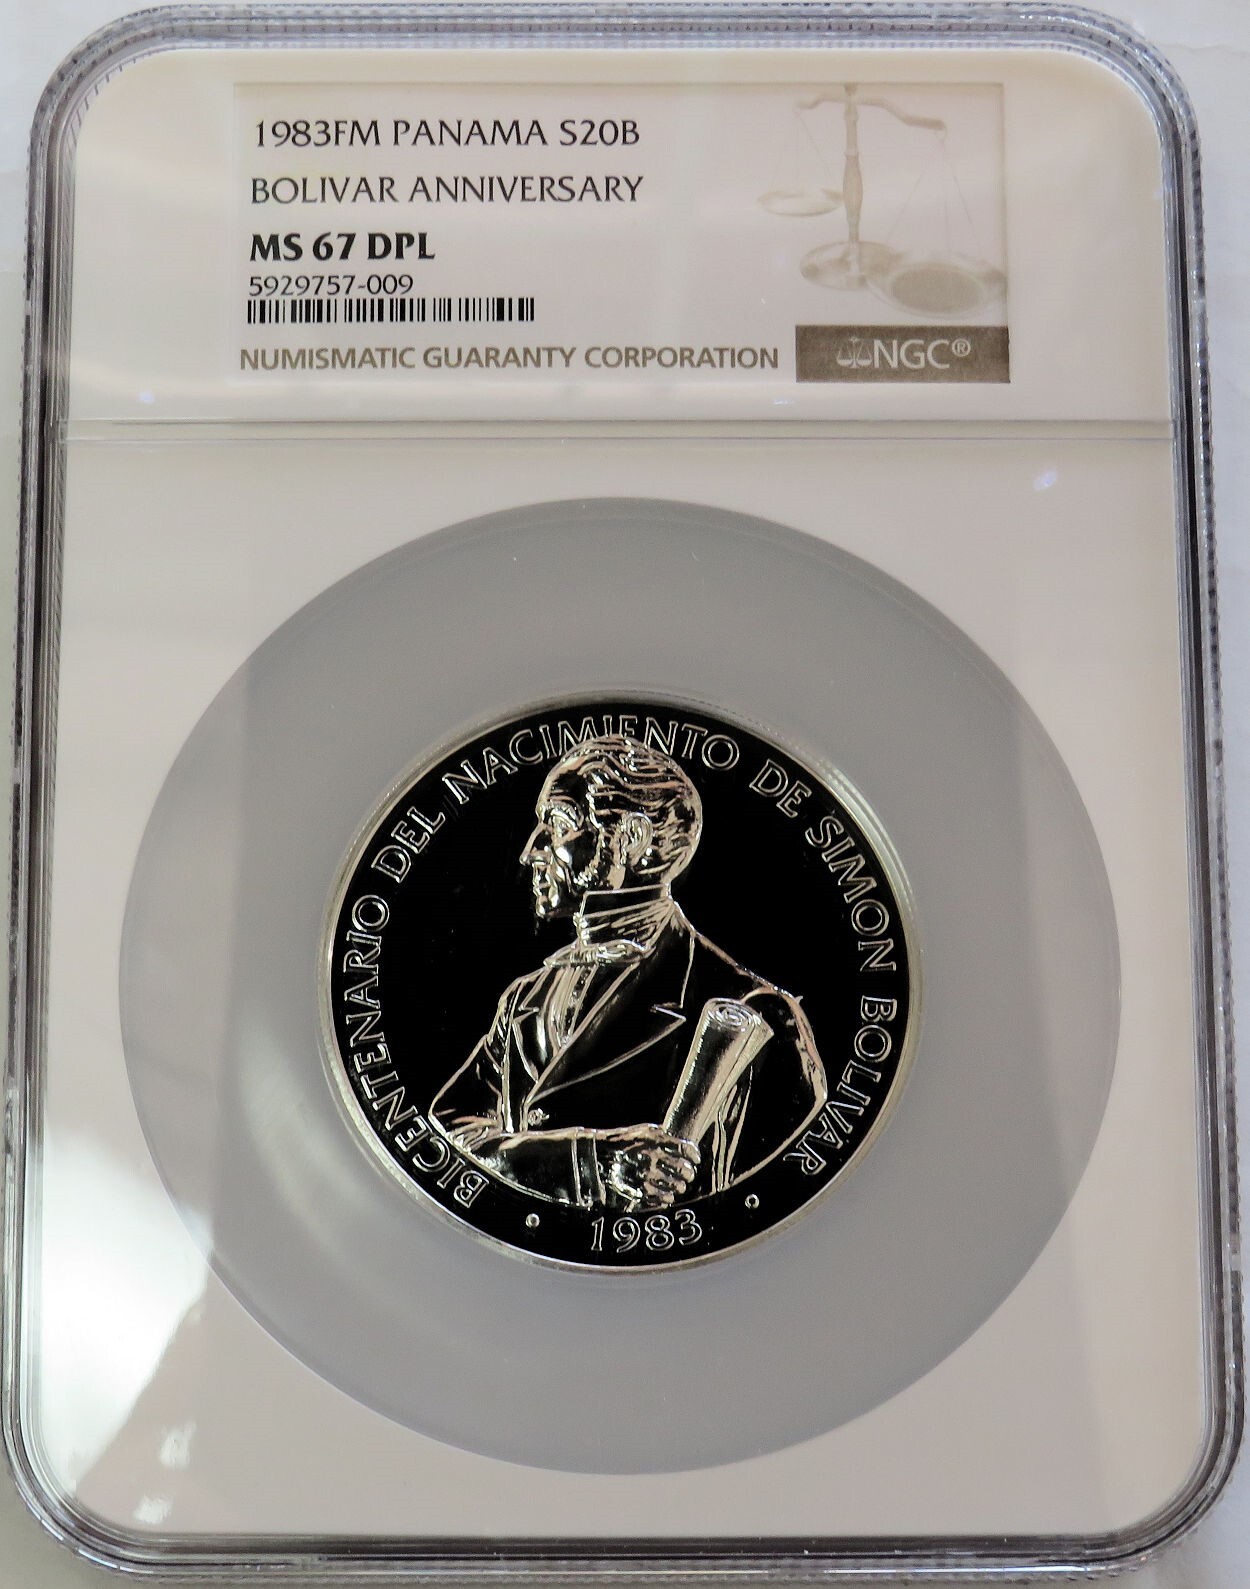 1983FM PANAMA S20B
BOLIVAR ANNIVERSARY
MS 67 DPL
5929757-009
NUMISMATIC GUARANTY CORPORATION
NGC®
BICENTENARIO DEL NACIMIENTO DE SIMON BOLIVAR
1983